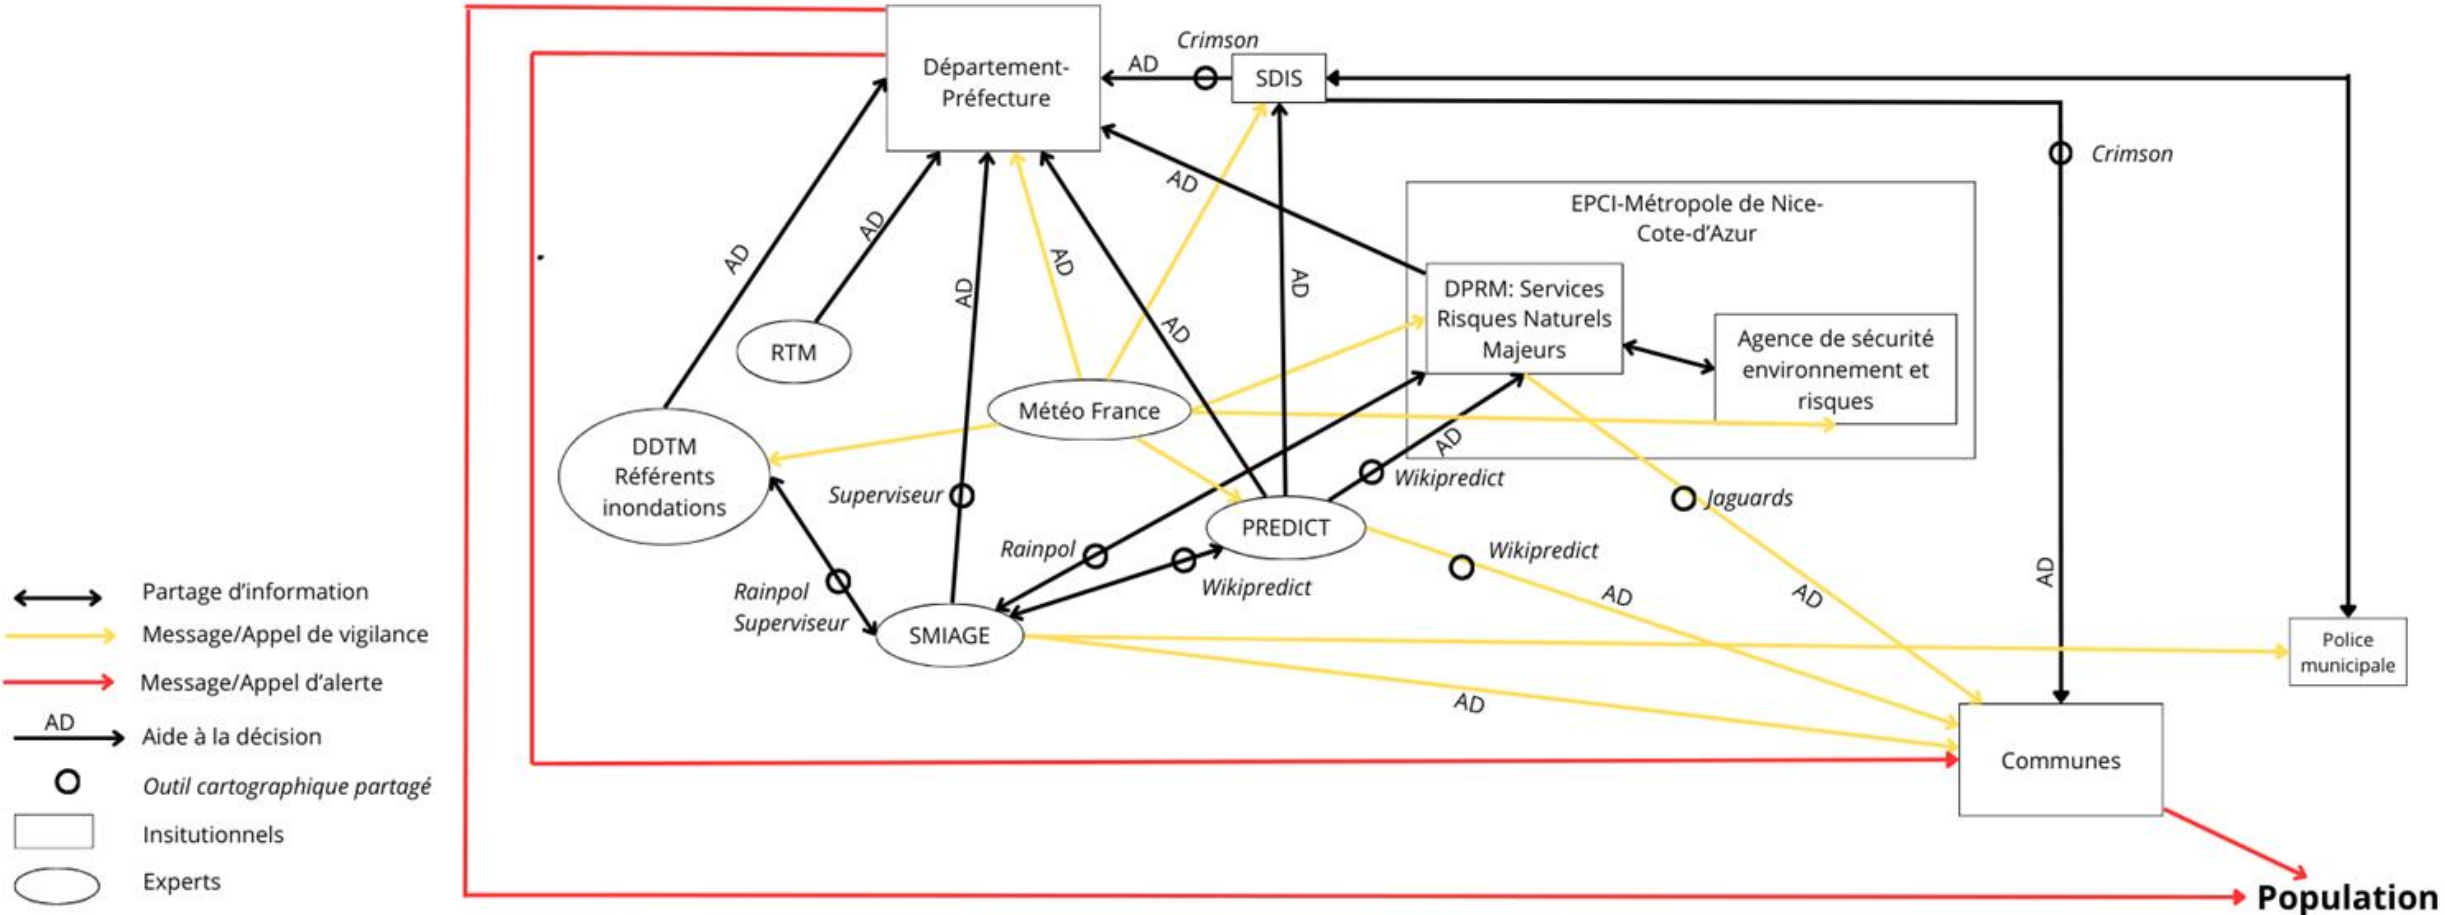 Crimson
Département-
Préfecture
AD
SDIS
Crimson
AD
EPCI-Métropole de Nice-
Cote-d'Azur
AD
AD
AD
AD
AD
AD
DPRM: Services
Risques Naturels
Majeurs
RTM
AD
Agence de sécurité
environnement et
risques
Météo France
DDTM
Référents
inondations
AD
Wikipredict
Superviseur
Jaguards
PREDICT
Rainpol
Wikipredict
Wikipredict
Rainpol
Superviseur
AD
AD
AD
SMIAGE
Police
municipale
AD
Communes
Population
Partage d'information
Message/Appel de vigilance
Message/Appel d'alerte
AD
Aide à la décision
Outil cartographique partagé
Insitutionnels
Experts